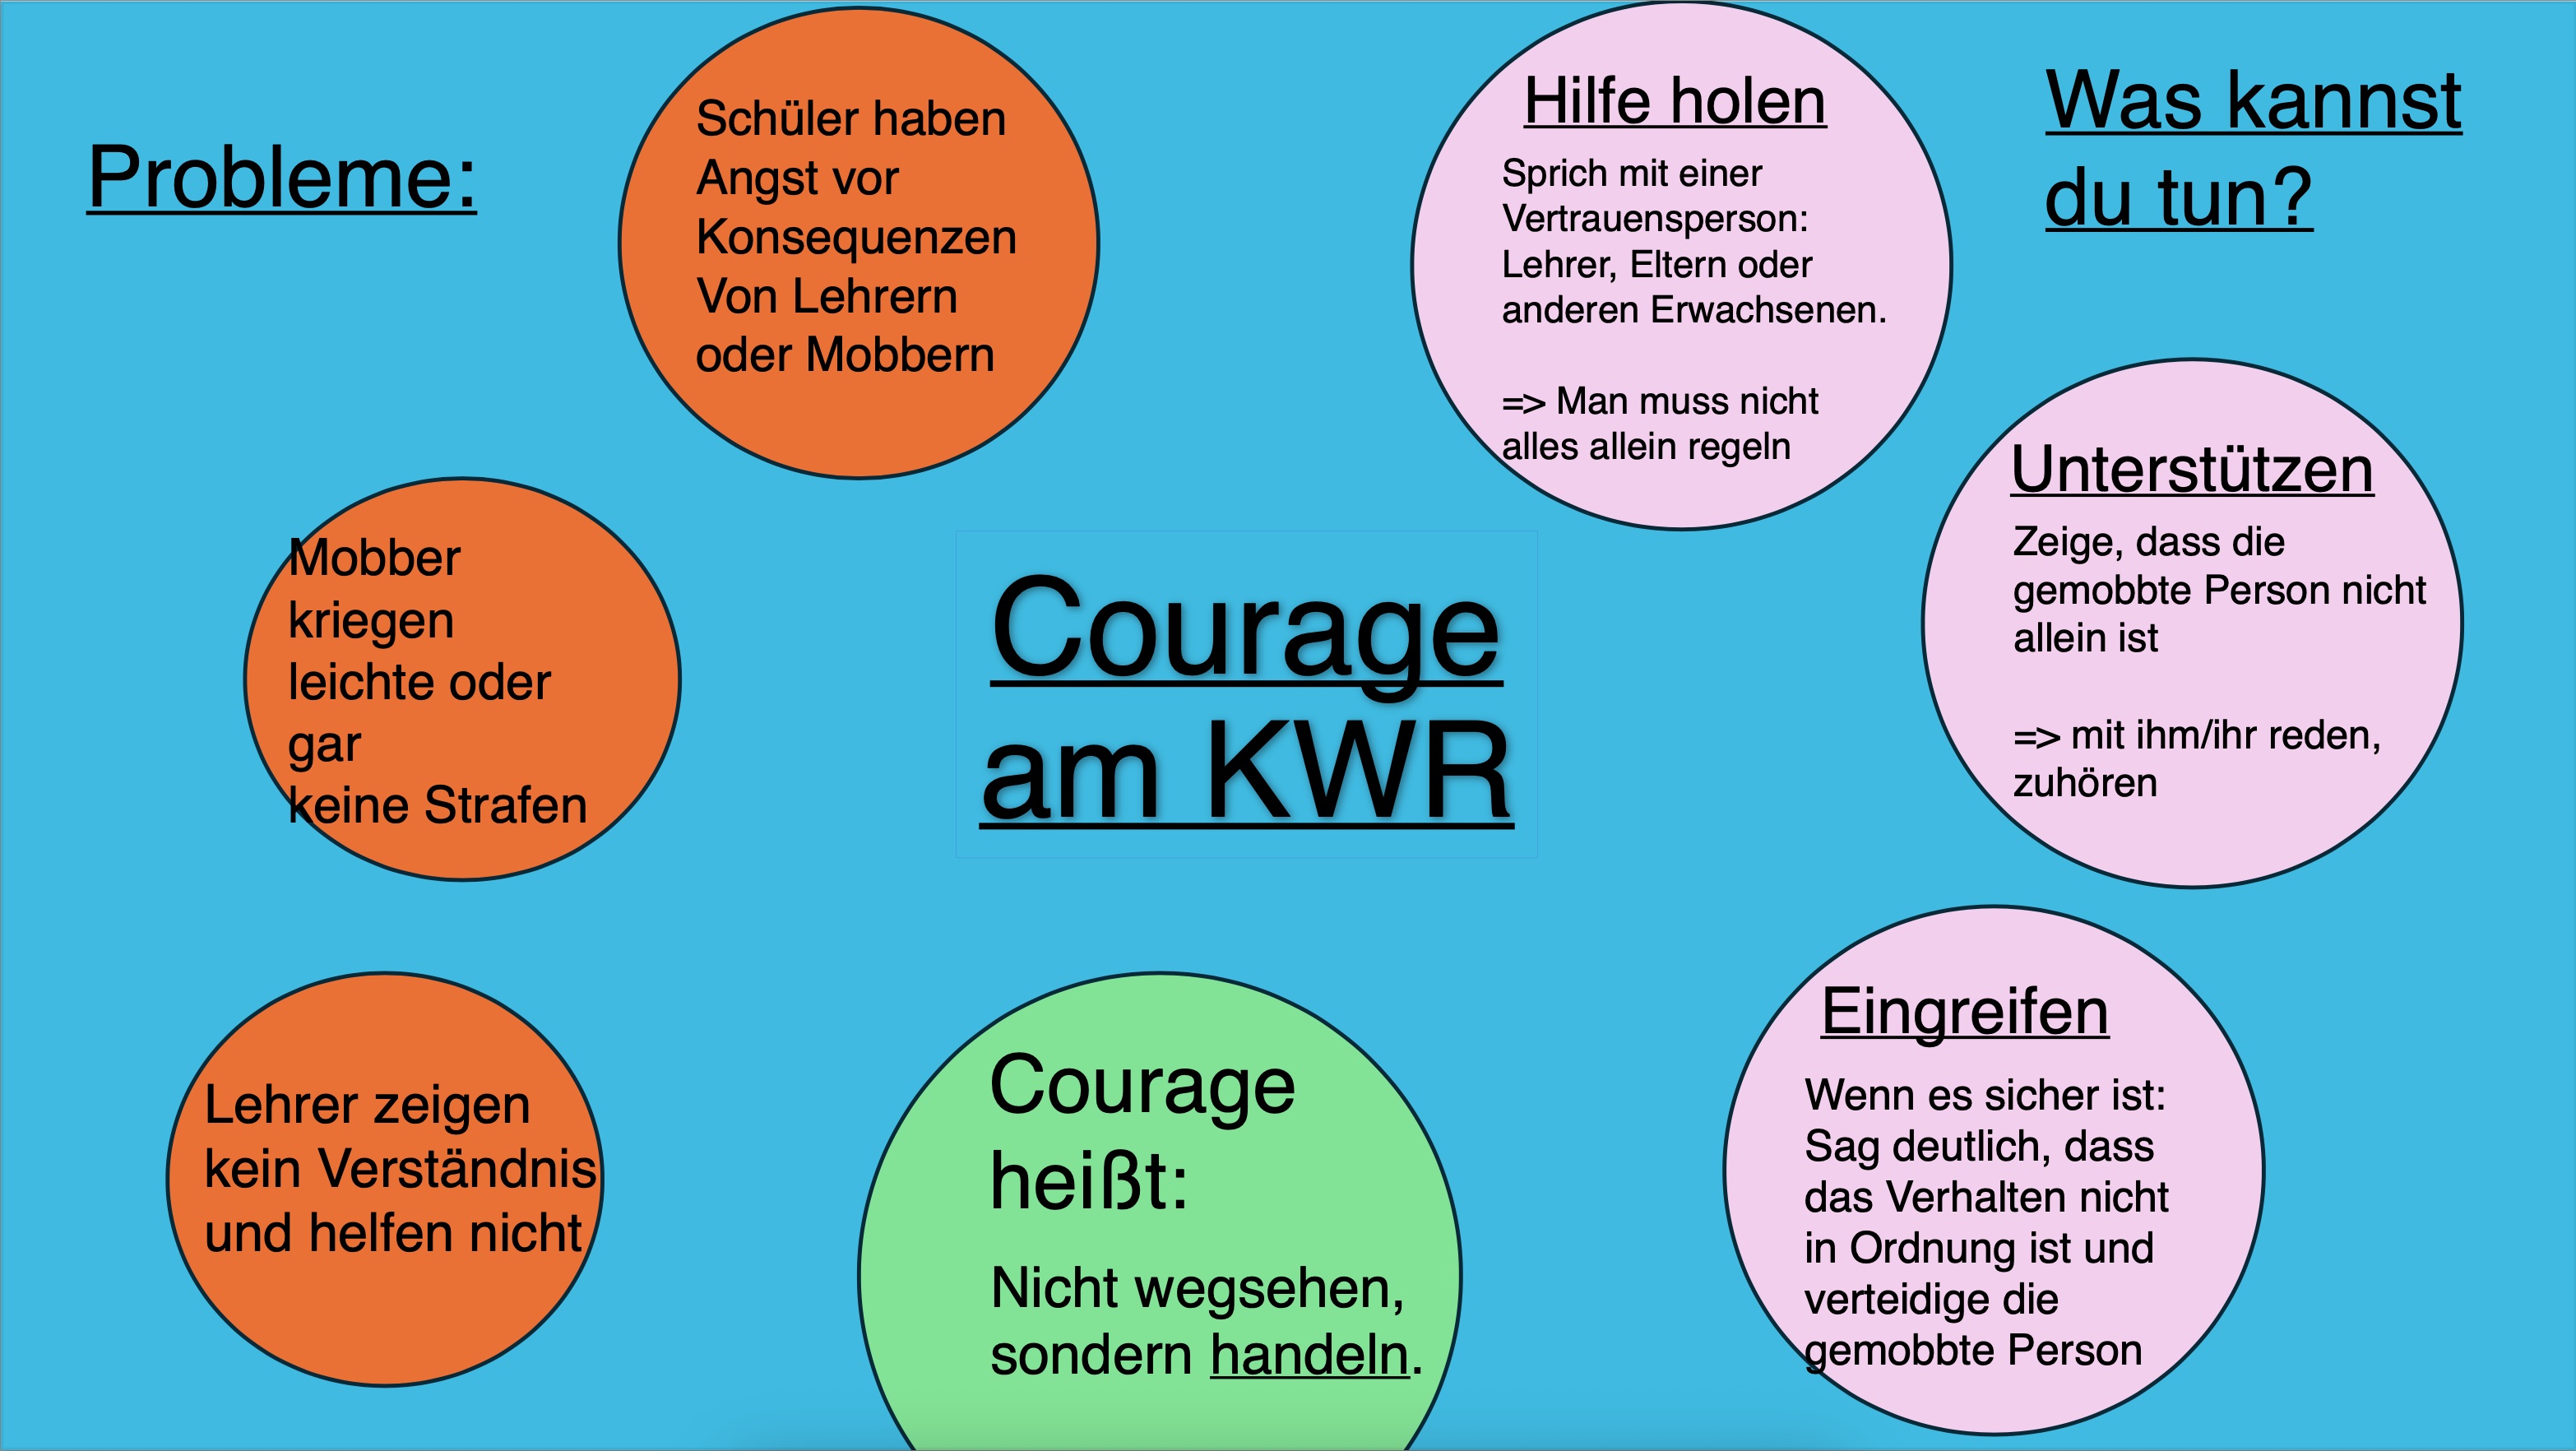 Probleme:
Schüler haben
Angst vor
Konsequenzen
Von Lehrern
oder Mobbern
Mobber
kriegen
leichte oder
gar
keine Strafen
Lehrer zeigen
kein Verständnis
und helfen nicht
Courage
am KWR
Courage
heißt:
Nicht wegsehen,
sondern handeln.
Was kannst
du tun?
Hilfe holen
Sprich mit einer
Vertrauensperson:
Lehrer, Eltern oder
anderen Erwachsenen.
=> Man muss nicht
alles allein regeln
Unterstützen
Zeige, dass die
gemobbte Person nicht
allein ist
=> mit ihm/ihr reden,
zuhören
Eingreifen
Wenn es sicher ist:
Sag deutlich, dass
das Verhalten nicht
in Ordnung ist und
verteidige die
gemobbte Person